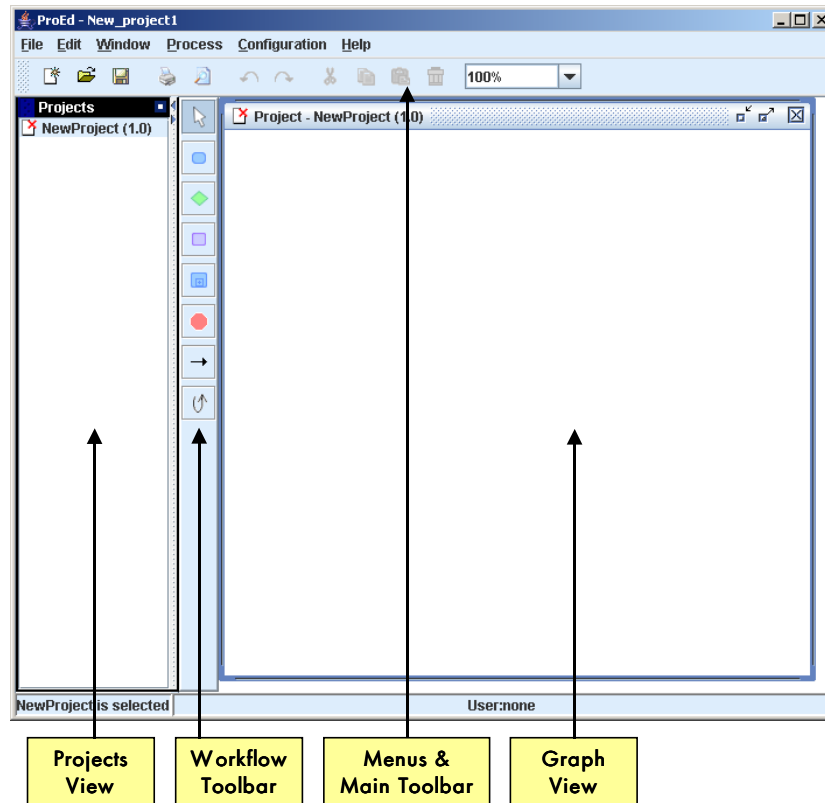 ProEd - New_project1
File Edit Window Process Configuration Help
100%
Projects
NewProject (1.0)
Project - NewProject (1.0)
NewProject is selected
User:none
Projects
View
Workflow
Toolbar
Menus &
Main Toolbar
Graph
View